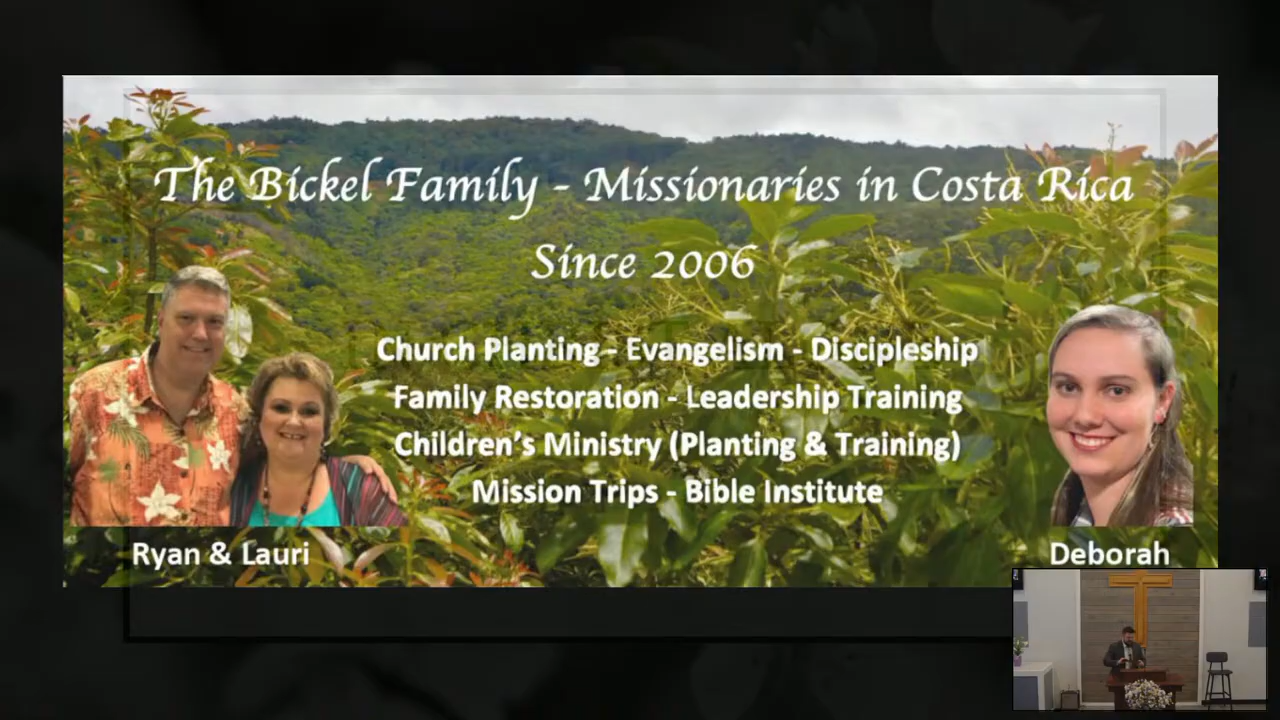 The Bickel Family - Missionaries in Costa Rica
Since 2006
Church Planting - Evangelism - Discipleship
Family Restoration - Leadership Training
Children's Ministry (Planting & Training)
Mission Trips - Bible Institute
Ryan & Lauri
Deborah